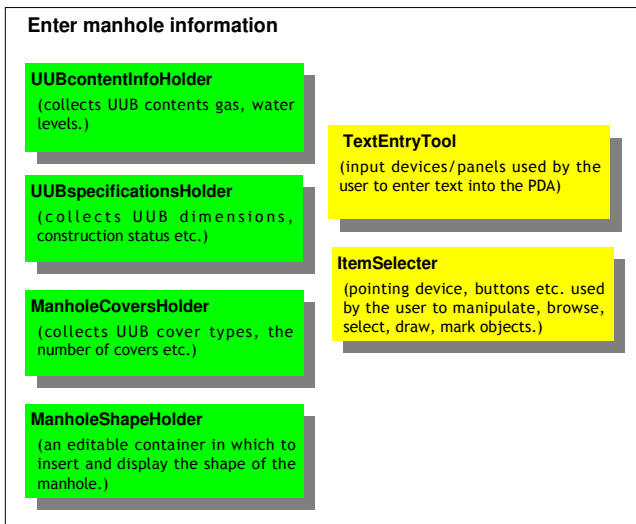 Enter manhole information
UUBcontentInfoHolder
(collects UUB contents gas, water
levels.)
UUBspecificationsHolder
(collects UUB dimensions,
construction status etc.)
ManholeCoversHolder
(collects UUB cover types, the
number of covers etc.)
ManholeShapeHolder
(an editable container in which to
insert and display the shape of the
manhole.)
TextEntryTool
(input devices/panels used by the
user to enter text into the PDA)
ItemSelecter
(pointing device, buttons etc. used
by the user to manipulate, browse,
select, draw, mark objects.)